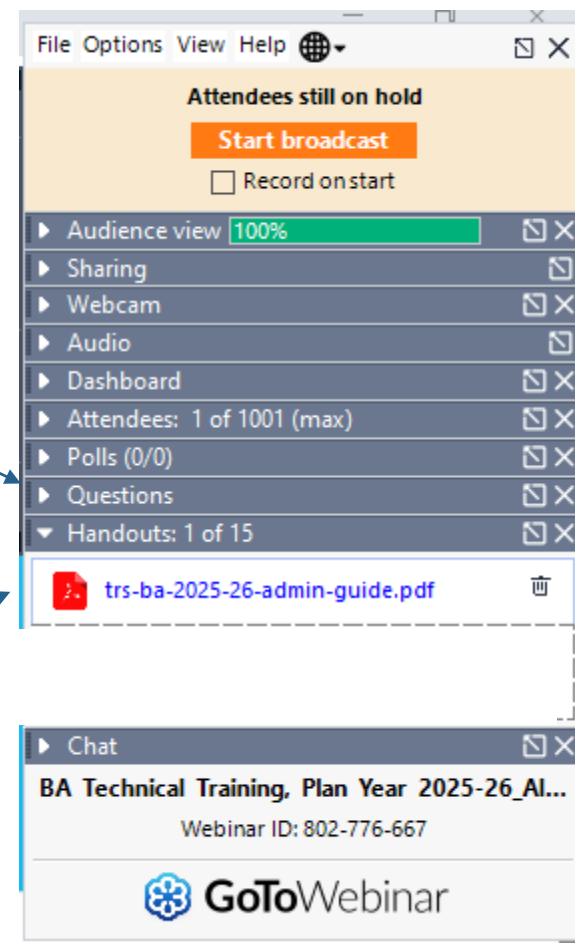 File Options View Help
Attendees still on hold
Start broadcast
Record on start
Audience view 100%
Sharing
Webcam
Audio
Dashboard
Attendees: 1 of 1001 (max)
Polls (0/0)
Questions
Handouts: 1 of 15
trs-ba-2025-26-admin-guide.pdf
Chat
BA Technical Training, Plan Year 2025-26_Al...
Webinar ID: 802-776-667
GoToWebinar